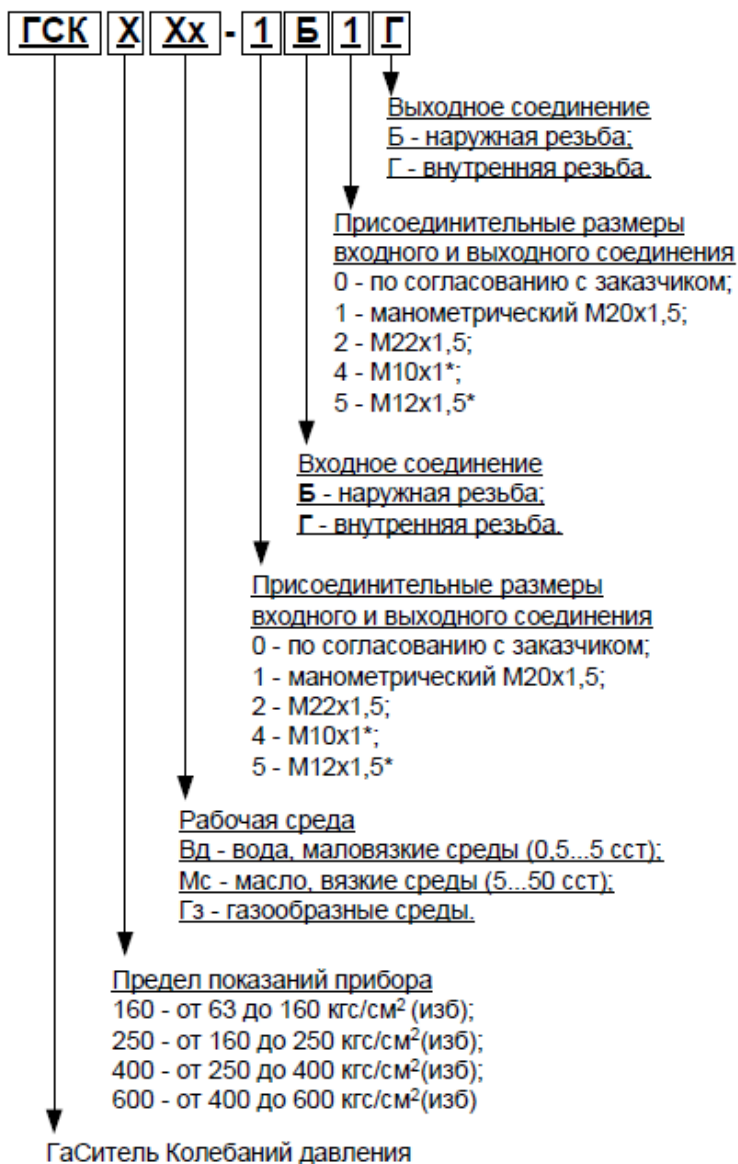 ГСК Х Хх - 1 Б 1 Г
Выходное соединение
Б - наружная резьба;
Г - внутренняя резьба.
Присоединительные размеры
входного и выходного соединения
0 - по согласованию с заказчиком;
1 - манометрический М20х1,5;
2 - М22х1,5;
4 - М10х1*;
5 - М12х1,5*
Входное соединение
Б - наружная резьба;
Г - внутренняя резьба.
Присоединительные размеры
входного и выходного соединения
0 - по согласованию с заказчиком;
1 - манометрический М20х1,5;
2 - М22х1,5;
4 - М10х1*;
5 - М12х1,5*
Рабочая среда
Вд - вода, маловязкие среды (0,5...5 сст);
Мс - масло, вязкие среды (5...50 сст);
Гз - газообразные среды.
Предел показаний прибора
160 - от 63 до 160 кгс/см² (изб);
250 - от 160 до 250 кгс/см²(изб);
400 - от 250 до 400 кгс/см²(изб);
600 - от 400 до 600 кгс/см²(изб)
ГаСитель Колебаний давления